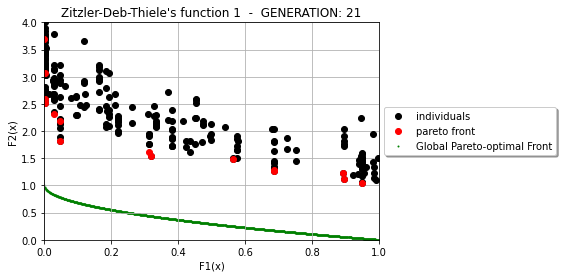 Zitzler-Deb-Thiele's function 1 - GENERATION: 21
F2(x)
4.0
3.5
3.0
2.5
2.0
1.5
1.0
0.5
0.0
0.0 0.2 0.4 0.6 0.8 1.0
F1(x)
individuals
pareto front
Global Pareto-optimal Front